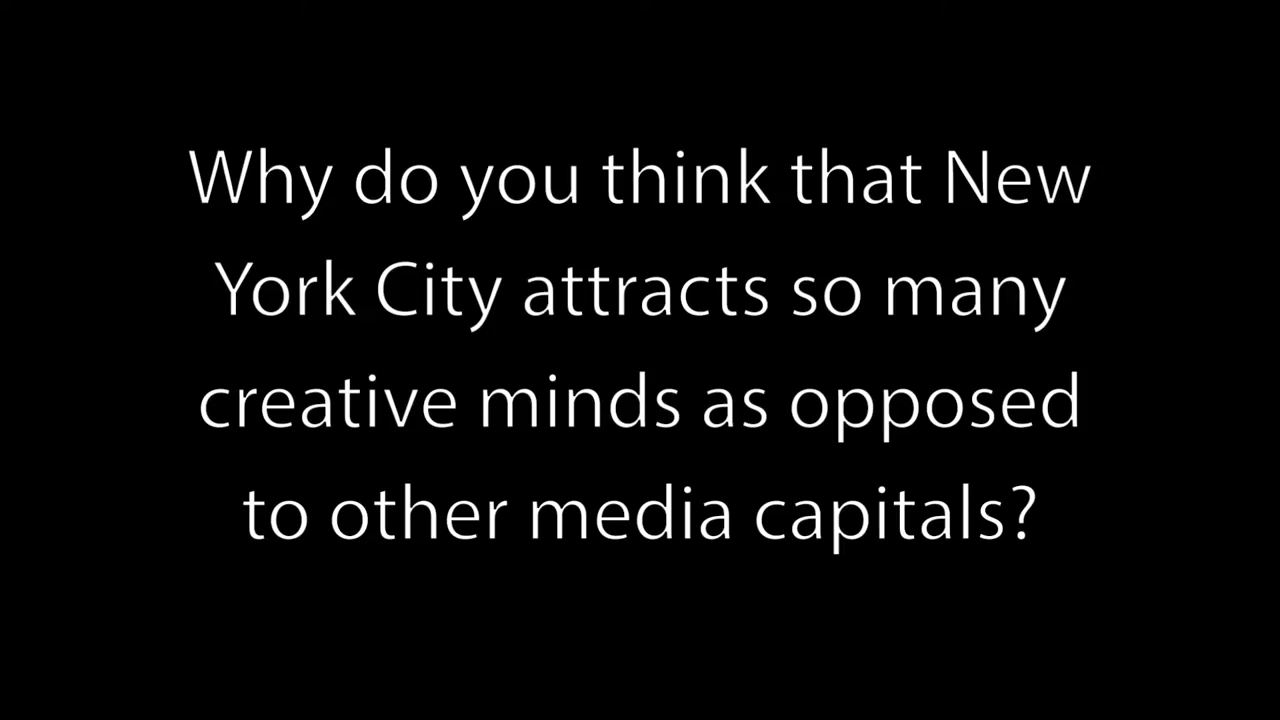 Why do you think that New
York City attracts so many
creative minds as opposed
to other media capitals?